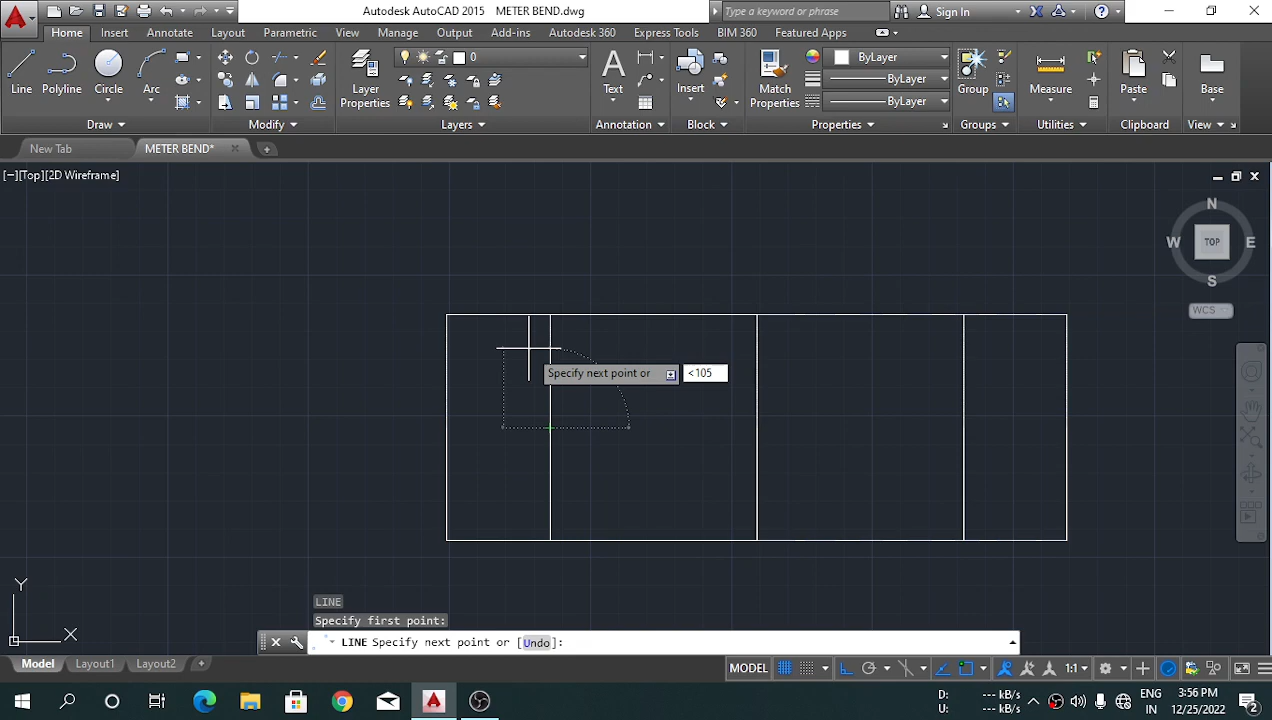 Autodesk AutoCAD 2015 METER BEND.dwg
Type a keyword or phrase
Sign In
Home Insert Annotate Layout Parametric View Manage Output Add-ins Autodesk 360 Express Tools BIM 360 Featured Apps
Line Polyline Circle Arc
Draw
Modify
Layer
Properties
0
Layers
Text
Annotation
Insert
Block
Match
Properties
ByLayer
ByLayer
ByLayer
Properties
Group
Groups
Measure
Utilities
Paste
Clipboard
Base
View
New Tab METER BEND*
[−][Top][2D Wireframe]
N
W TOP E
S
WCS
Specify next point or <105
Y
X
LINE
Specify first point:
LINE Specify next point or [Undo]:
Model Layout1 Layout2
MODEL 1:1
D: --- kB/s
U: --- kB/s
ENG
IN
3:56 PM
12/25/2022
2